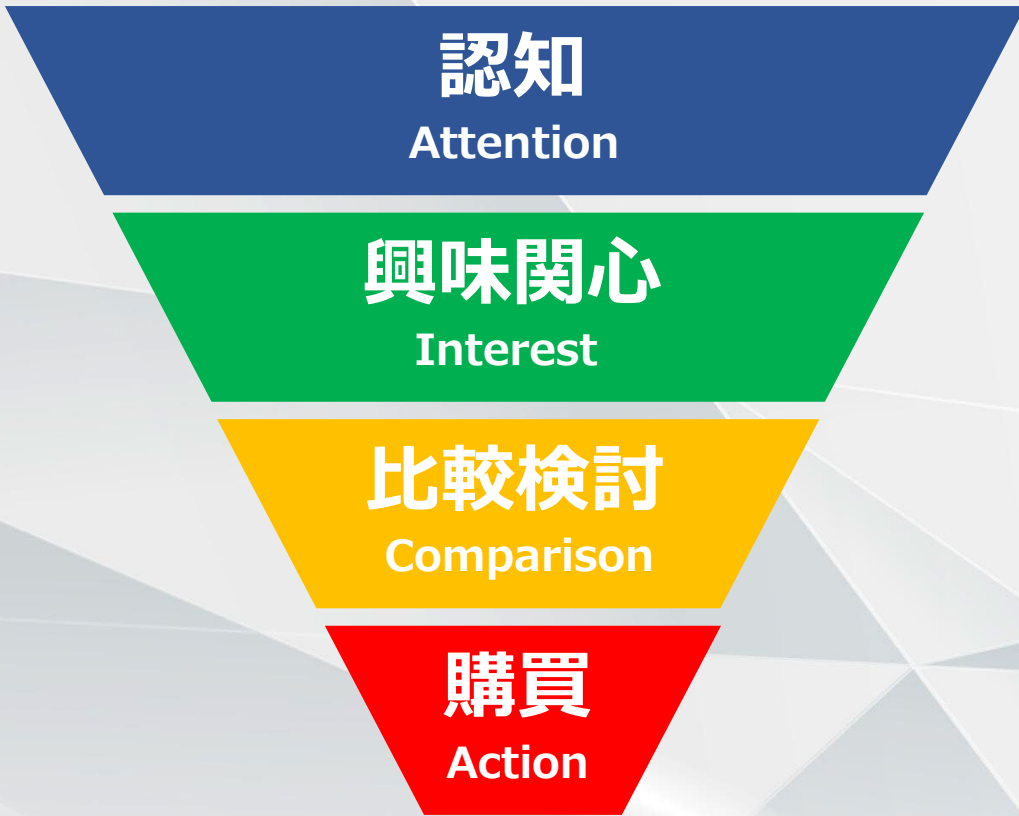 認知
Attention
興味関心
Interest
比較検討
Comparison
購買
Action